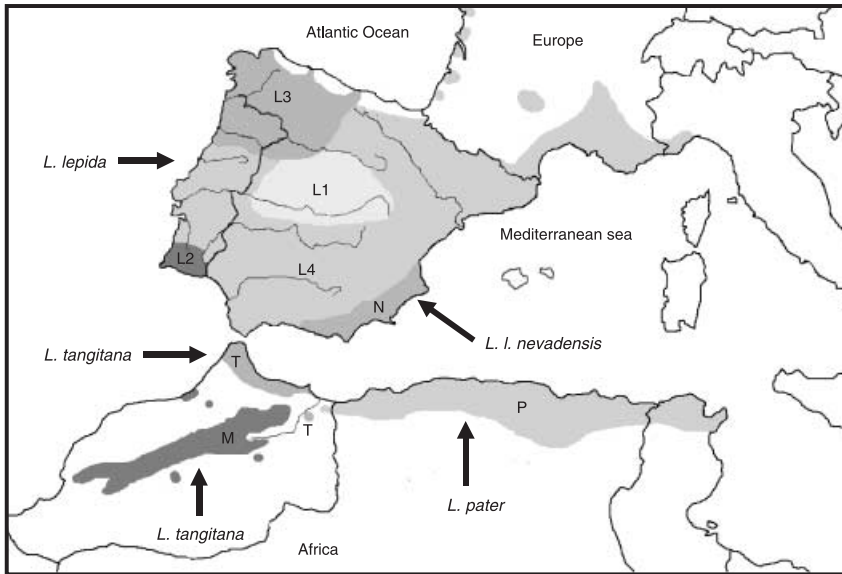 Atlantic Ocean
Europe
L3
L. lepida
L1
Mediterranean sea
L2
L4
N
L. l. nevadensis
L. tangitana
T
P
M
T
L. pater
L. tangitana
Africa